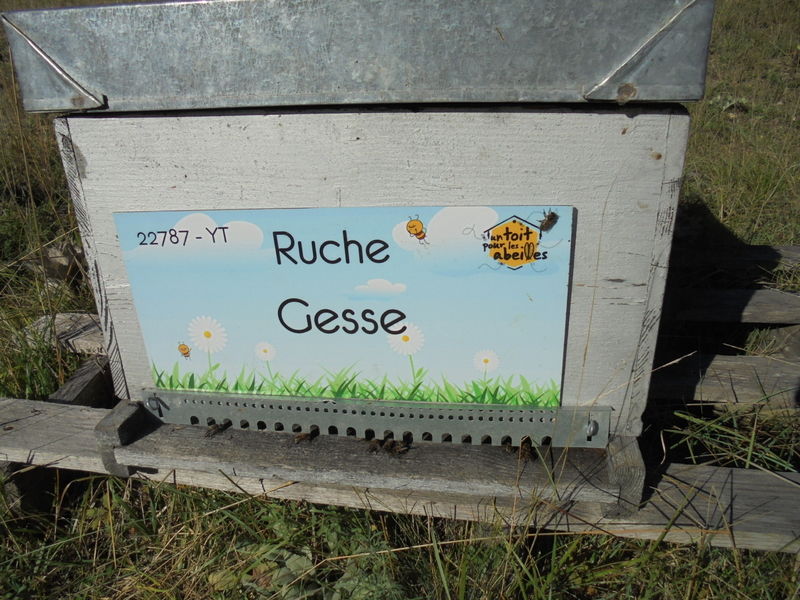 22787 - YT
Ruche
Gesse
un toit
pour les
abeilles